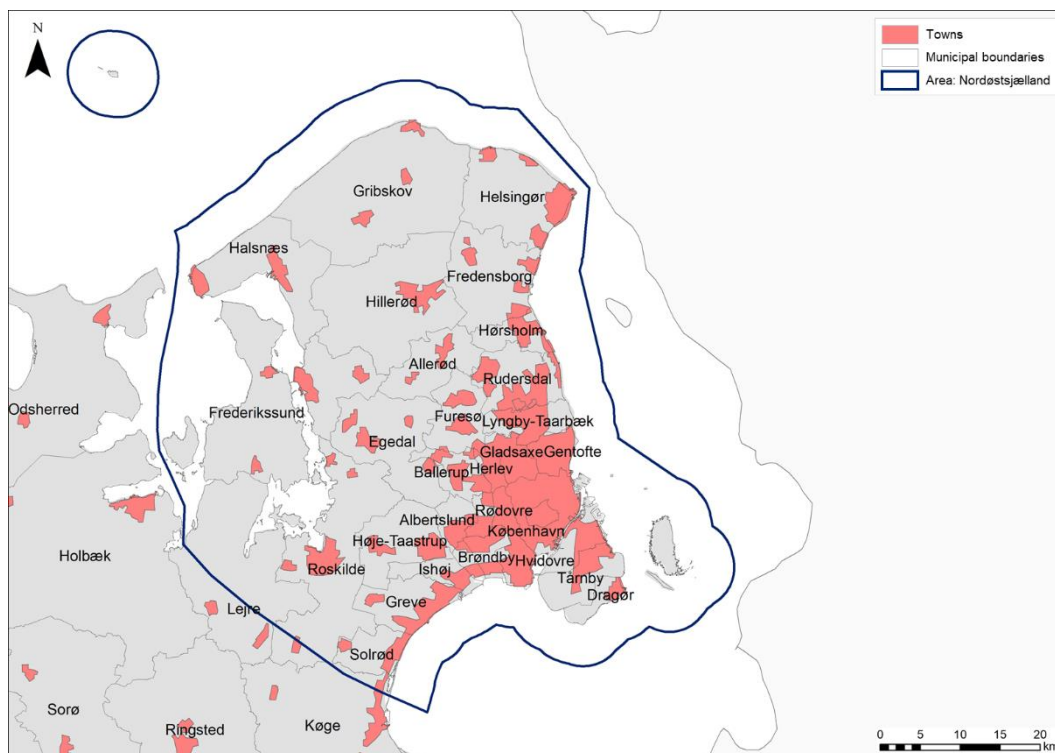 N
Towns
Municipal boundaries
Area: Nordøstsjælland
Gribskov
Helsingør
Halsnæs
Fredensborg
Hillerød
Hørsholm
Allerød
Rudersdal
Odsherred
Frederikssund
Furesø
Lyngby-Taarbæk
Egedal
Gladsaxe
Gentofte
Ballerup
Herlev
Rødovre
Albertslund
København
Holbæk
Høje-Taastrup
Brøndby
Hvidovre
Roskilde
Ishøj
Tårnby
Dragør
Greve
Lejre
Solrød
Sorø
Ringsted
Køge
0 5 10 15 20
km